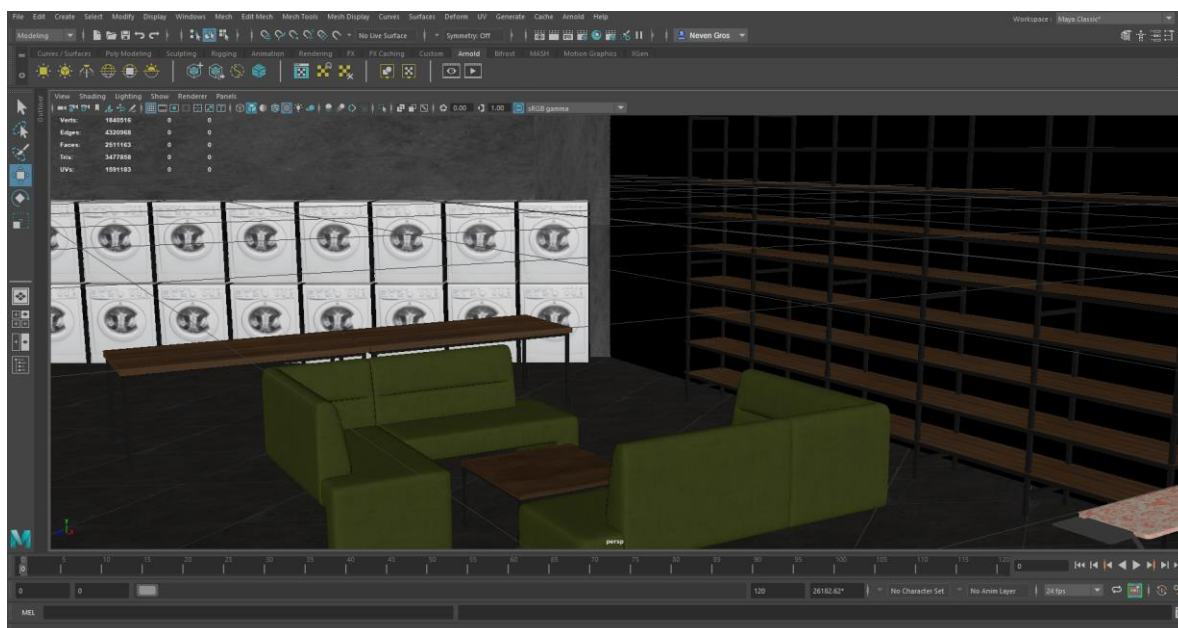 File Edit Create Select Modify Display Windows Mesh Edit Mesh Mesh Tools Mesh Display Curves Surfaces Deform UV Generate Cache Arnold Help Workspace: Maya Classic*
Modeling No Live Surface Symmetry: Off Neven Gros
Curves / Surfaces Poly Modeling Sculpting Rigging Animation Rendering FX FX Caching Custom Arnold Bifrost MASH Motion Graphics XGen
View Shading Lighting Show Renderer Panels
0.00 1.00 sRGB gamma
Outliner
Verts: 1840516 0 0
Edges: 4320968 0 0
Faces: 2511163 0 0
Tris: 3477858 0 0
UVs: 1591183 0 0
persp
0 5 10 15 20 25 30 35 40 45 50 55 60 65 70 75 80 85 90 95 100 105 110 115 120 0
0 0 120 26182.62* No Character Set No Anim Layer 24 fps
MEL